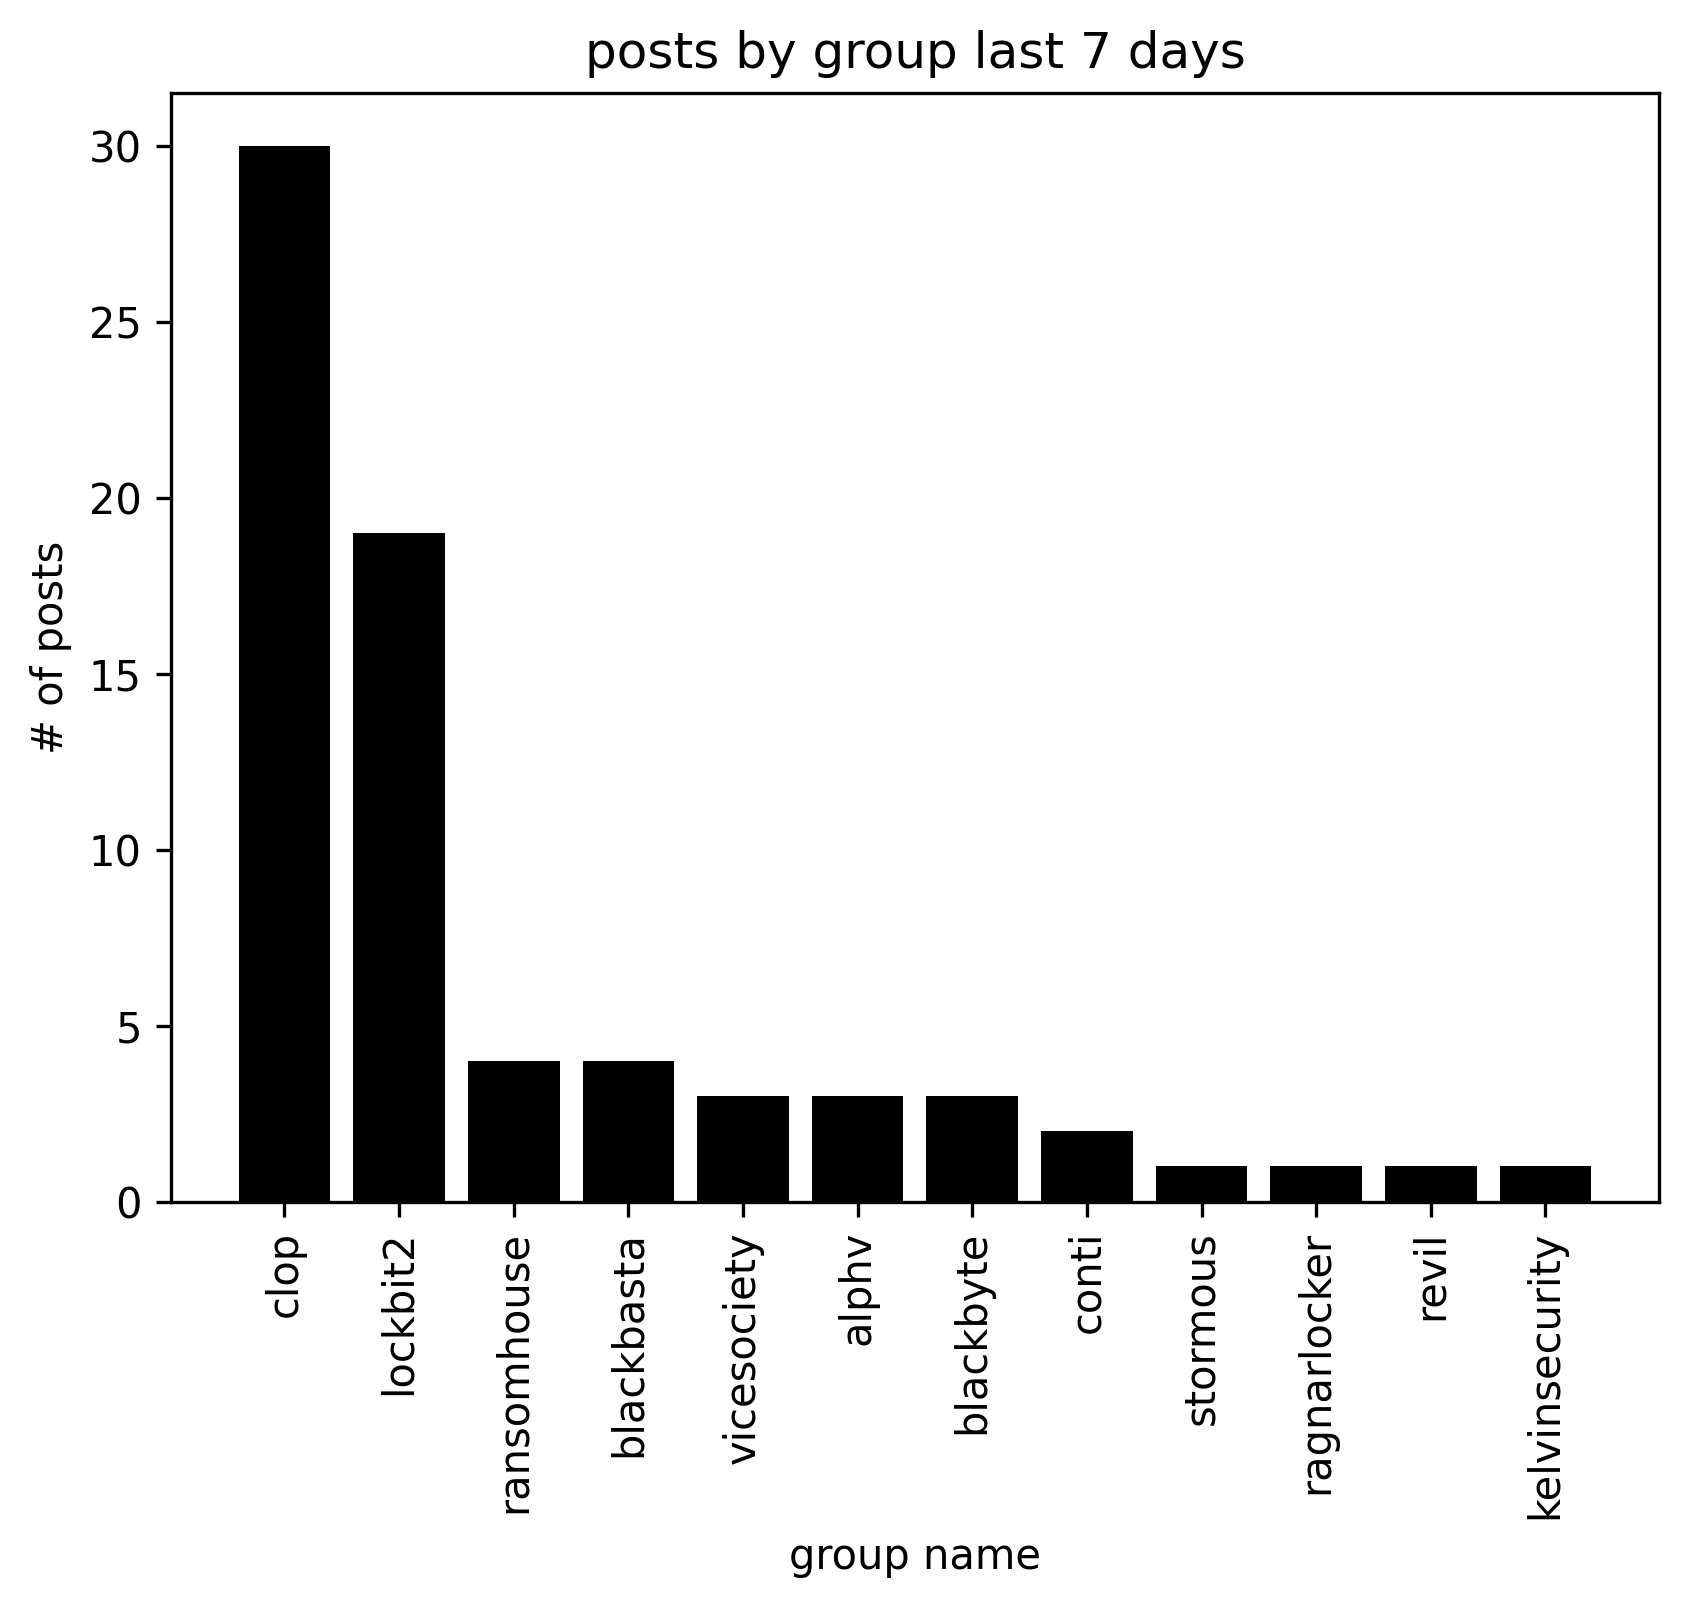 posts by group last 7 days
# of posts
30
25
20
15
10
5
0
clop
lockbit2
ransomhouse
blackbasta
vicesociety
alphv
blackbyte
conti
stormous
ragnarlocker
revil
kelvinsecurity
group name